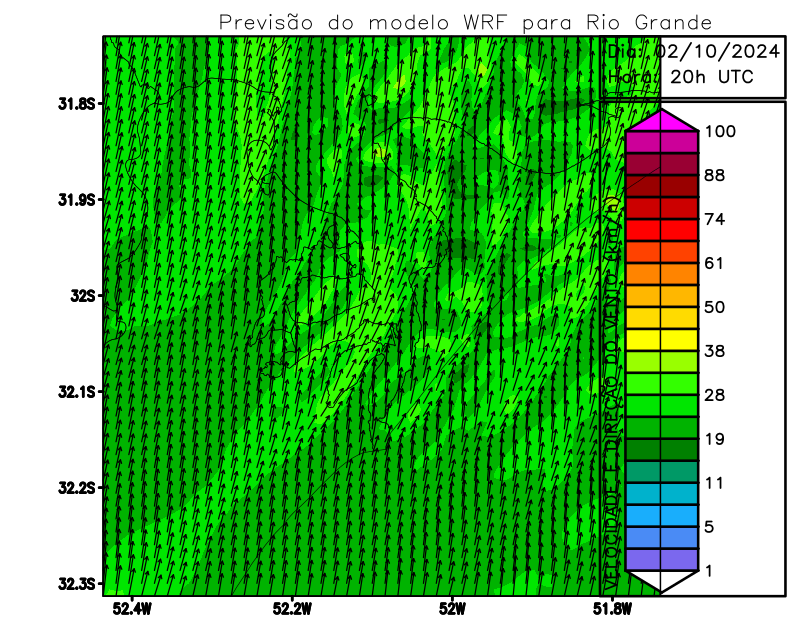 Previsão do modelo WRF para Rio Grande
Dia: 02/10/2024
Hora: 20h UTC
31.8S
31.9S
32S
32.1S
32.2S
32.3S
52.4W
52.2W
52W
51.8W
VELOCIDADE E DIREÇÃO DO VENTO (km/h)
100
88
74
61
50
38
28
19
11
5
1